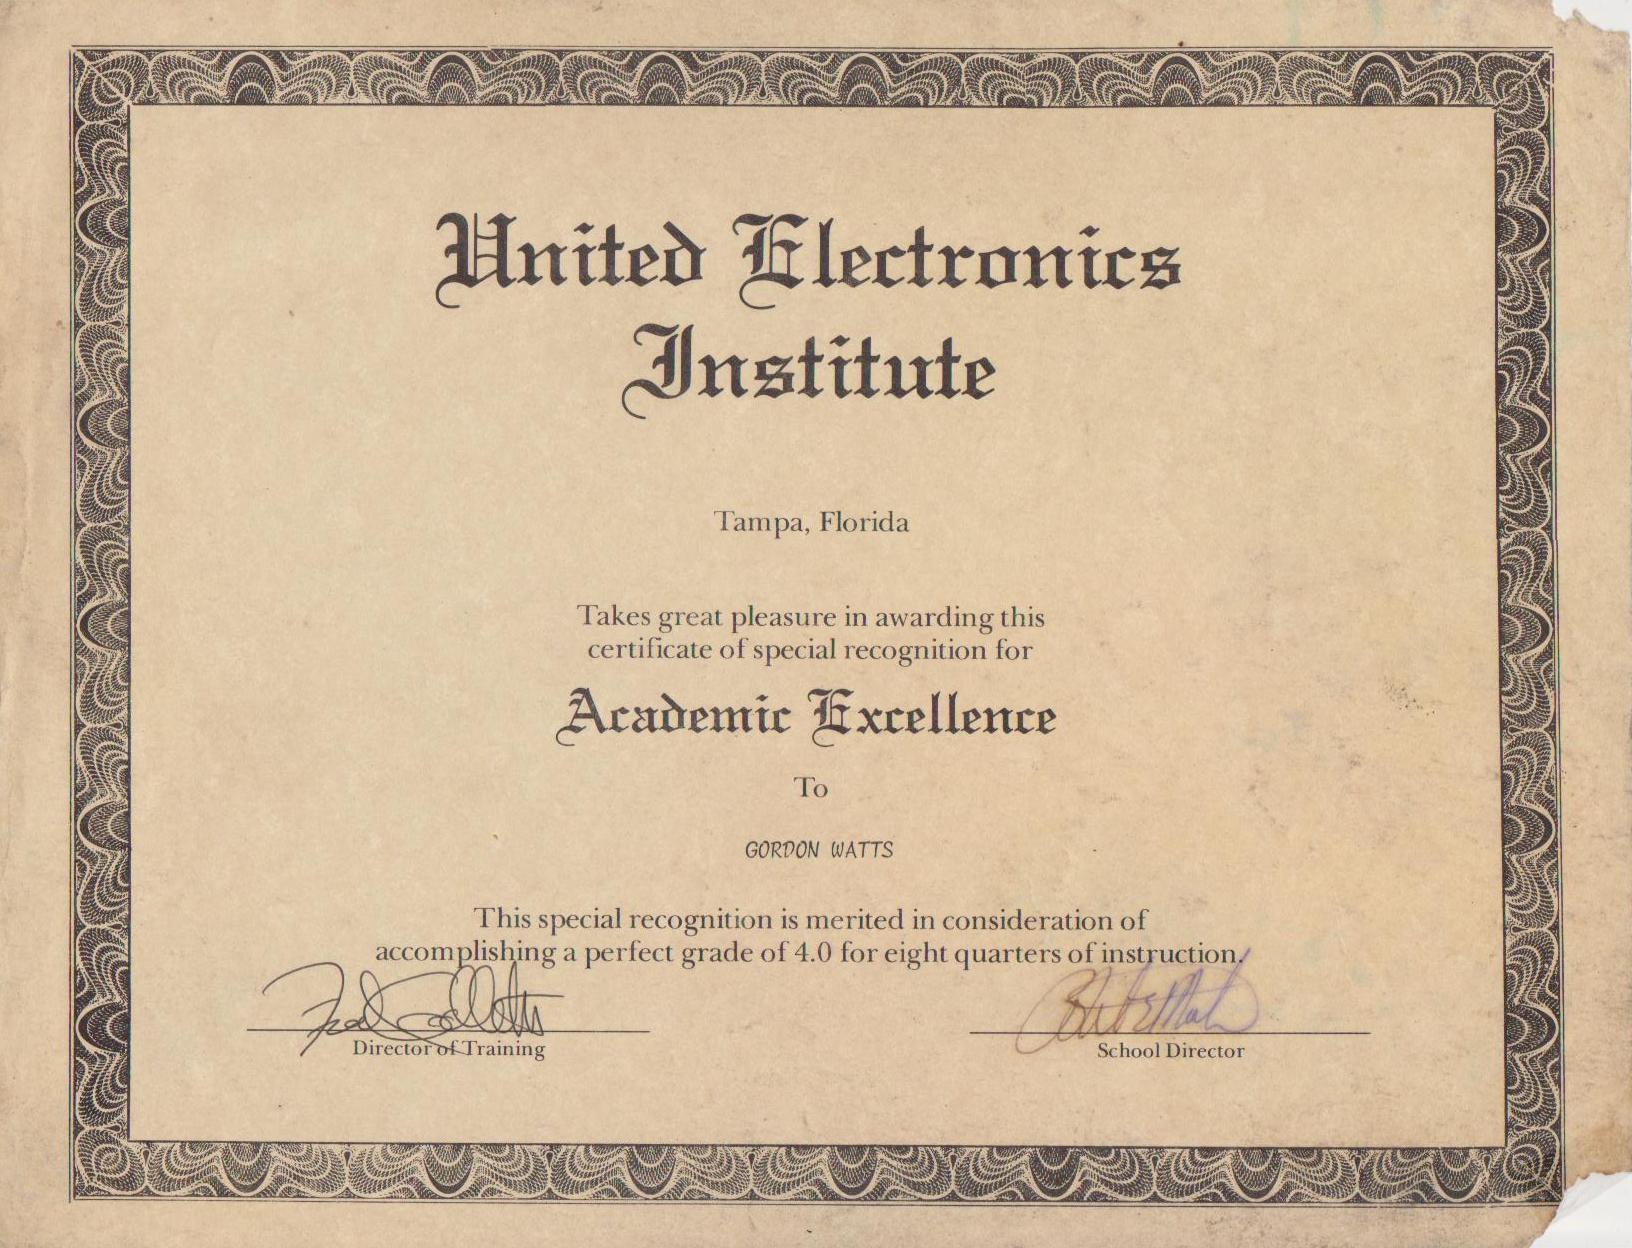 United Electronics
Institute
Tampa, Florida
Takes great pleasure in awarding this
certificate of special recognition for
Academic Excellence
To
GORDON WATTS
This special recognition is merited in consideration of
accomplishing a perfect grade of 4.0 for eight quarters of instruction.
Director of Training
School Director